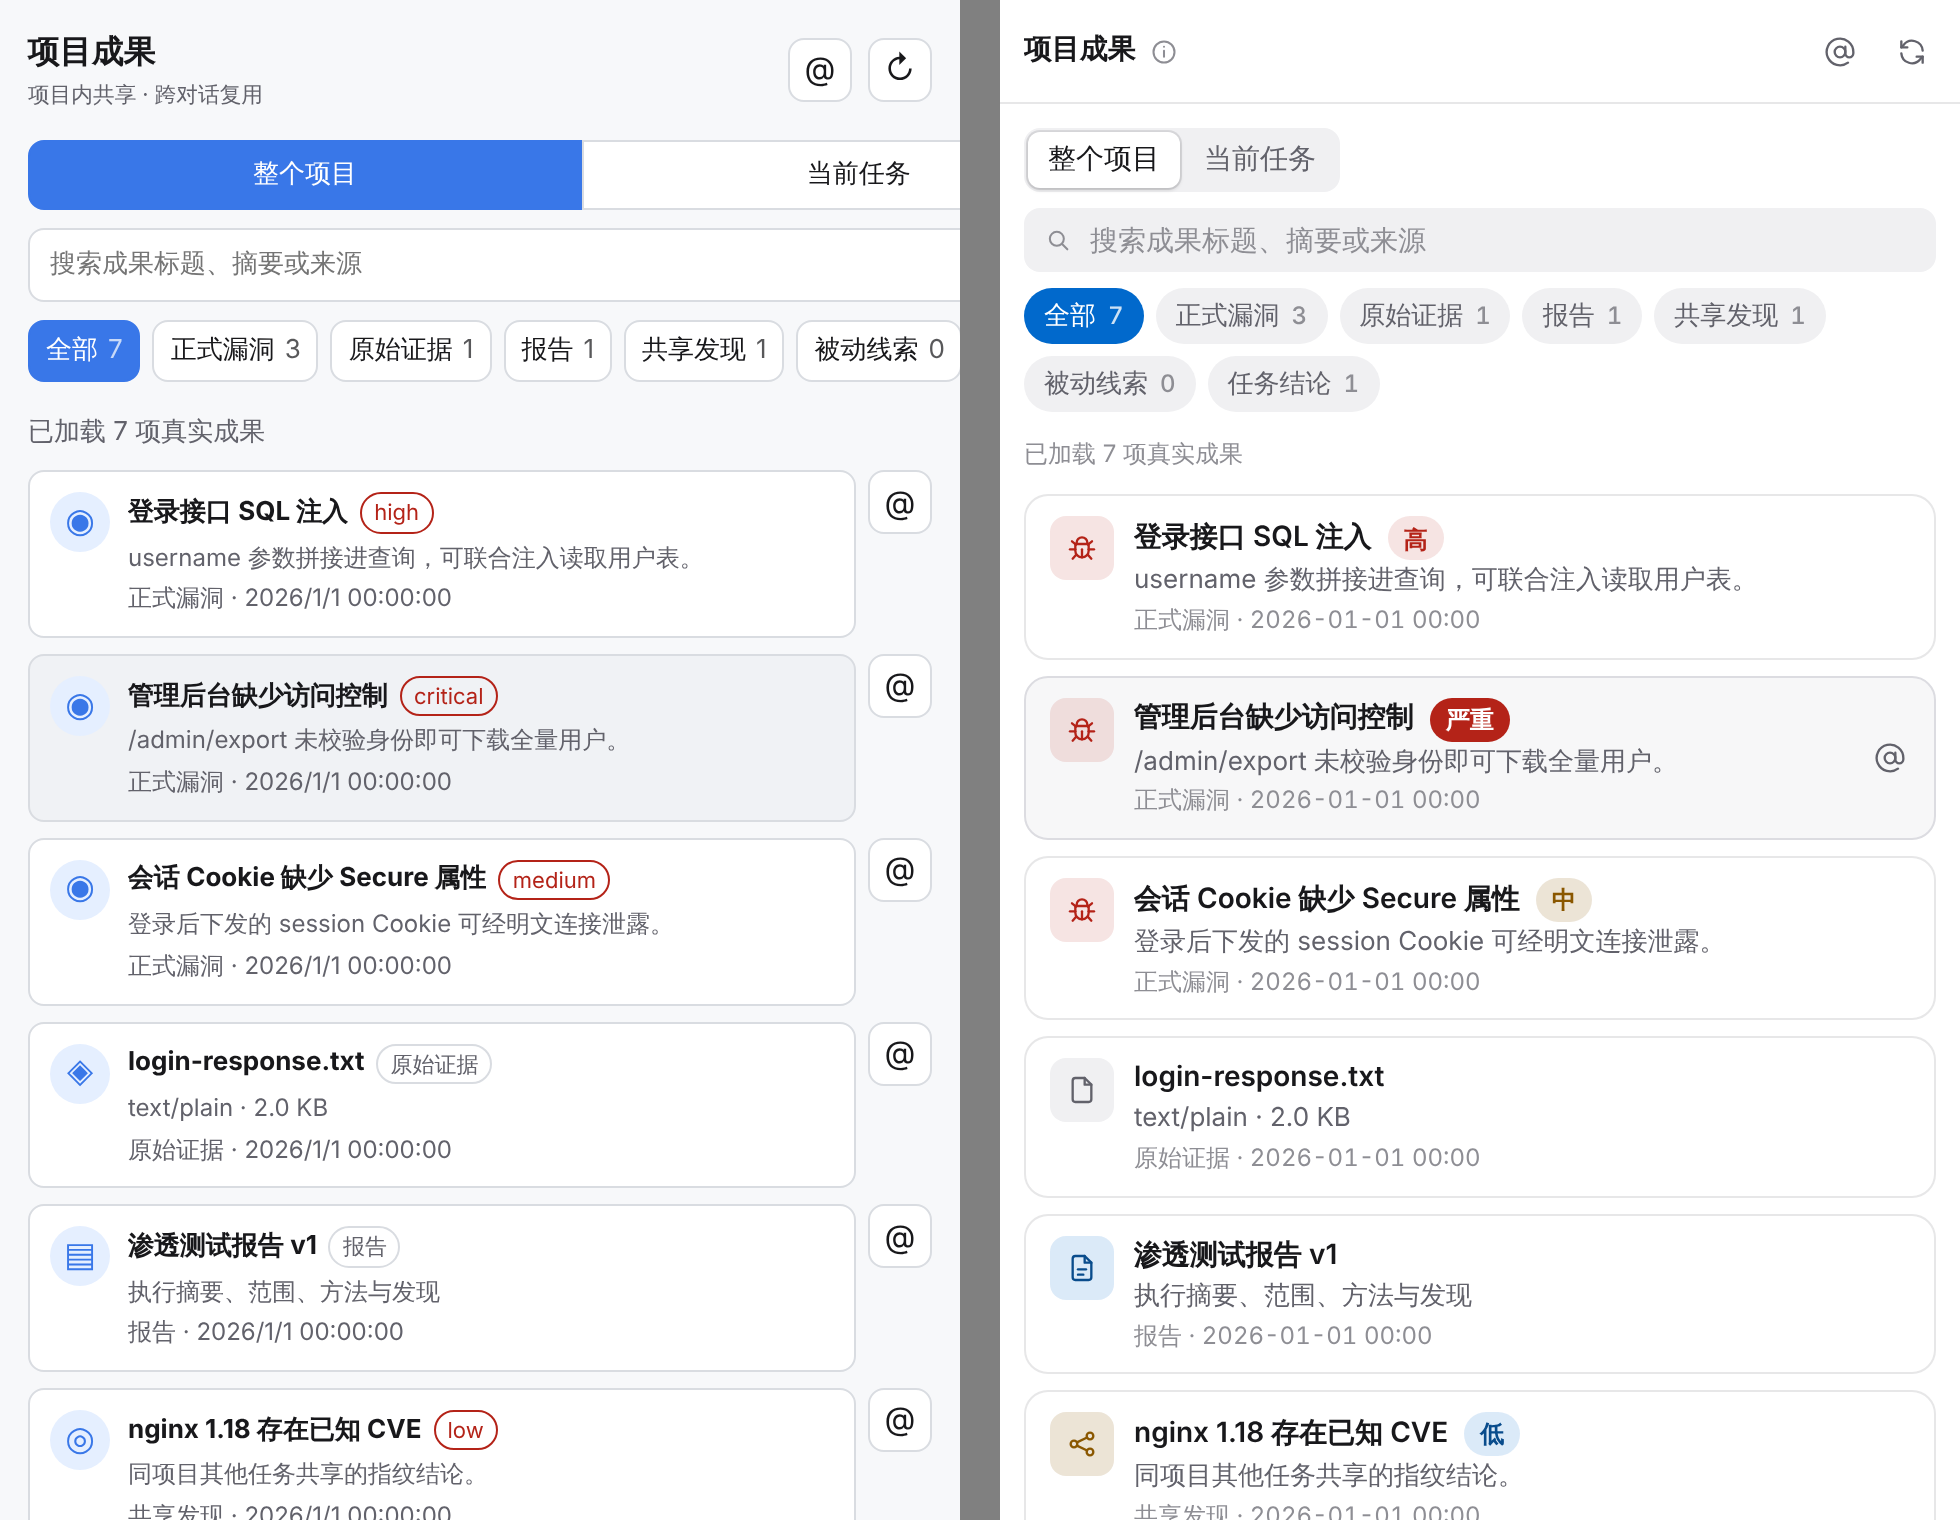 项目成果
项目内共享 · 跨对话复用
@
整个项目
当前任务
搜索成果标题、摘要或来源
全部 7
正式漏洞 3
原始证据 1
报告 1
共享发现 1
被动线索 0
已加载 7 项真实成果
登录接口 SQL 注入 high
@
username 参数拼接进查询，可联合注入读取用户表。
正式漏洞 · 2026/1/1 00:00:00
管理后台缺少访问控制 critical
@
/admin/export 未校验身份即可下载全量用户。
正式漏洞 · 2026/1/1 00:00:00
会话 Cookie 缺少 Secure 属性 medium
@
登录后下发的 session Cookie 可经明文连接泄露。
正式漏洞 · 2026/1/1 00:00:00
login-response.txt 原始证据
@
text/plain · 2.0 KB
原始证据 · 2026/1/1 00:00:00
渗透测试报告 v1 报告
@
执行摘要、范围、方法与发现
报告 · 2026/1/1 00:00:00
nginx 1.18 存在已知 CVE low
@
同项目其他任务共享的指纹结论。
共享发现 · 2026/1/1 00:00:00
项目成果
@
整个项目
当前任务
搜索成果标题、摘要或来源
全部 7
正式漏洞 3
原始证据 1
报告 1
共享发现 1
被动线索 0
任务结论 1
已加载 7 项真实成果
登录接口 SQL 注入 高
username 参数拼接进查询，可联合注入读取用户表。
正式漏洞 · 2026-01-01 00:00
管理后台缺少访问控制 严重
/admin/export 未校验身份即可下载全量用户。
@
正式漏洞 · 2026-01-01 00:00
会话 Cookie 缺少 Secure 属性 中
登录后下发的 session Cookie 可经明文连接泄露。
正式漏洞 · 2026-01-01 00:00
login-response.txt
text/plain · 2.0 KB
原始证据 · 2026-01-01 00:00
渗透测试报告 v1
执行摘要、范围、方法与发现
报告 · 2026-01-01 00:00
nginx 1.18 存在已知 CVE 低
同项目其他任务共享的指纹结论。
共享发现 · 2026-01-01 00:00